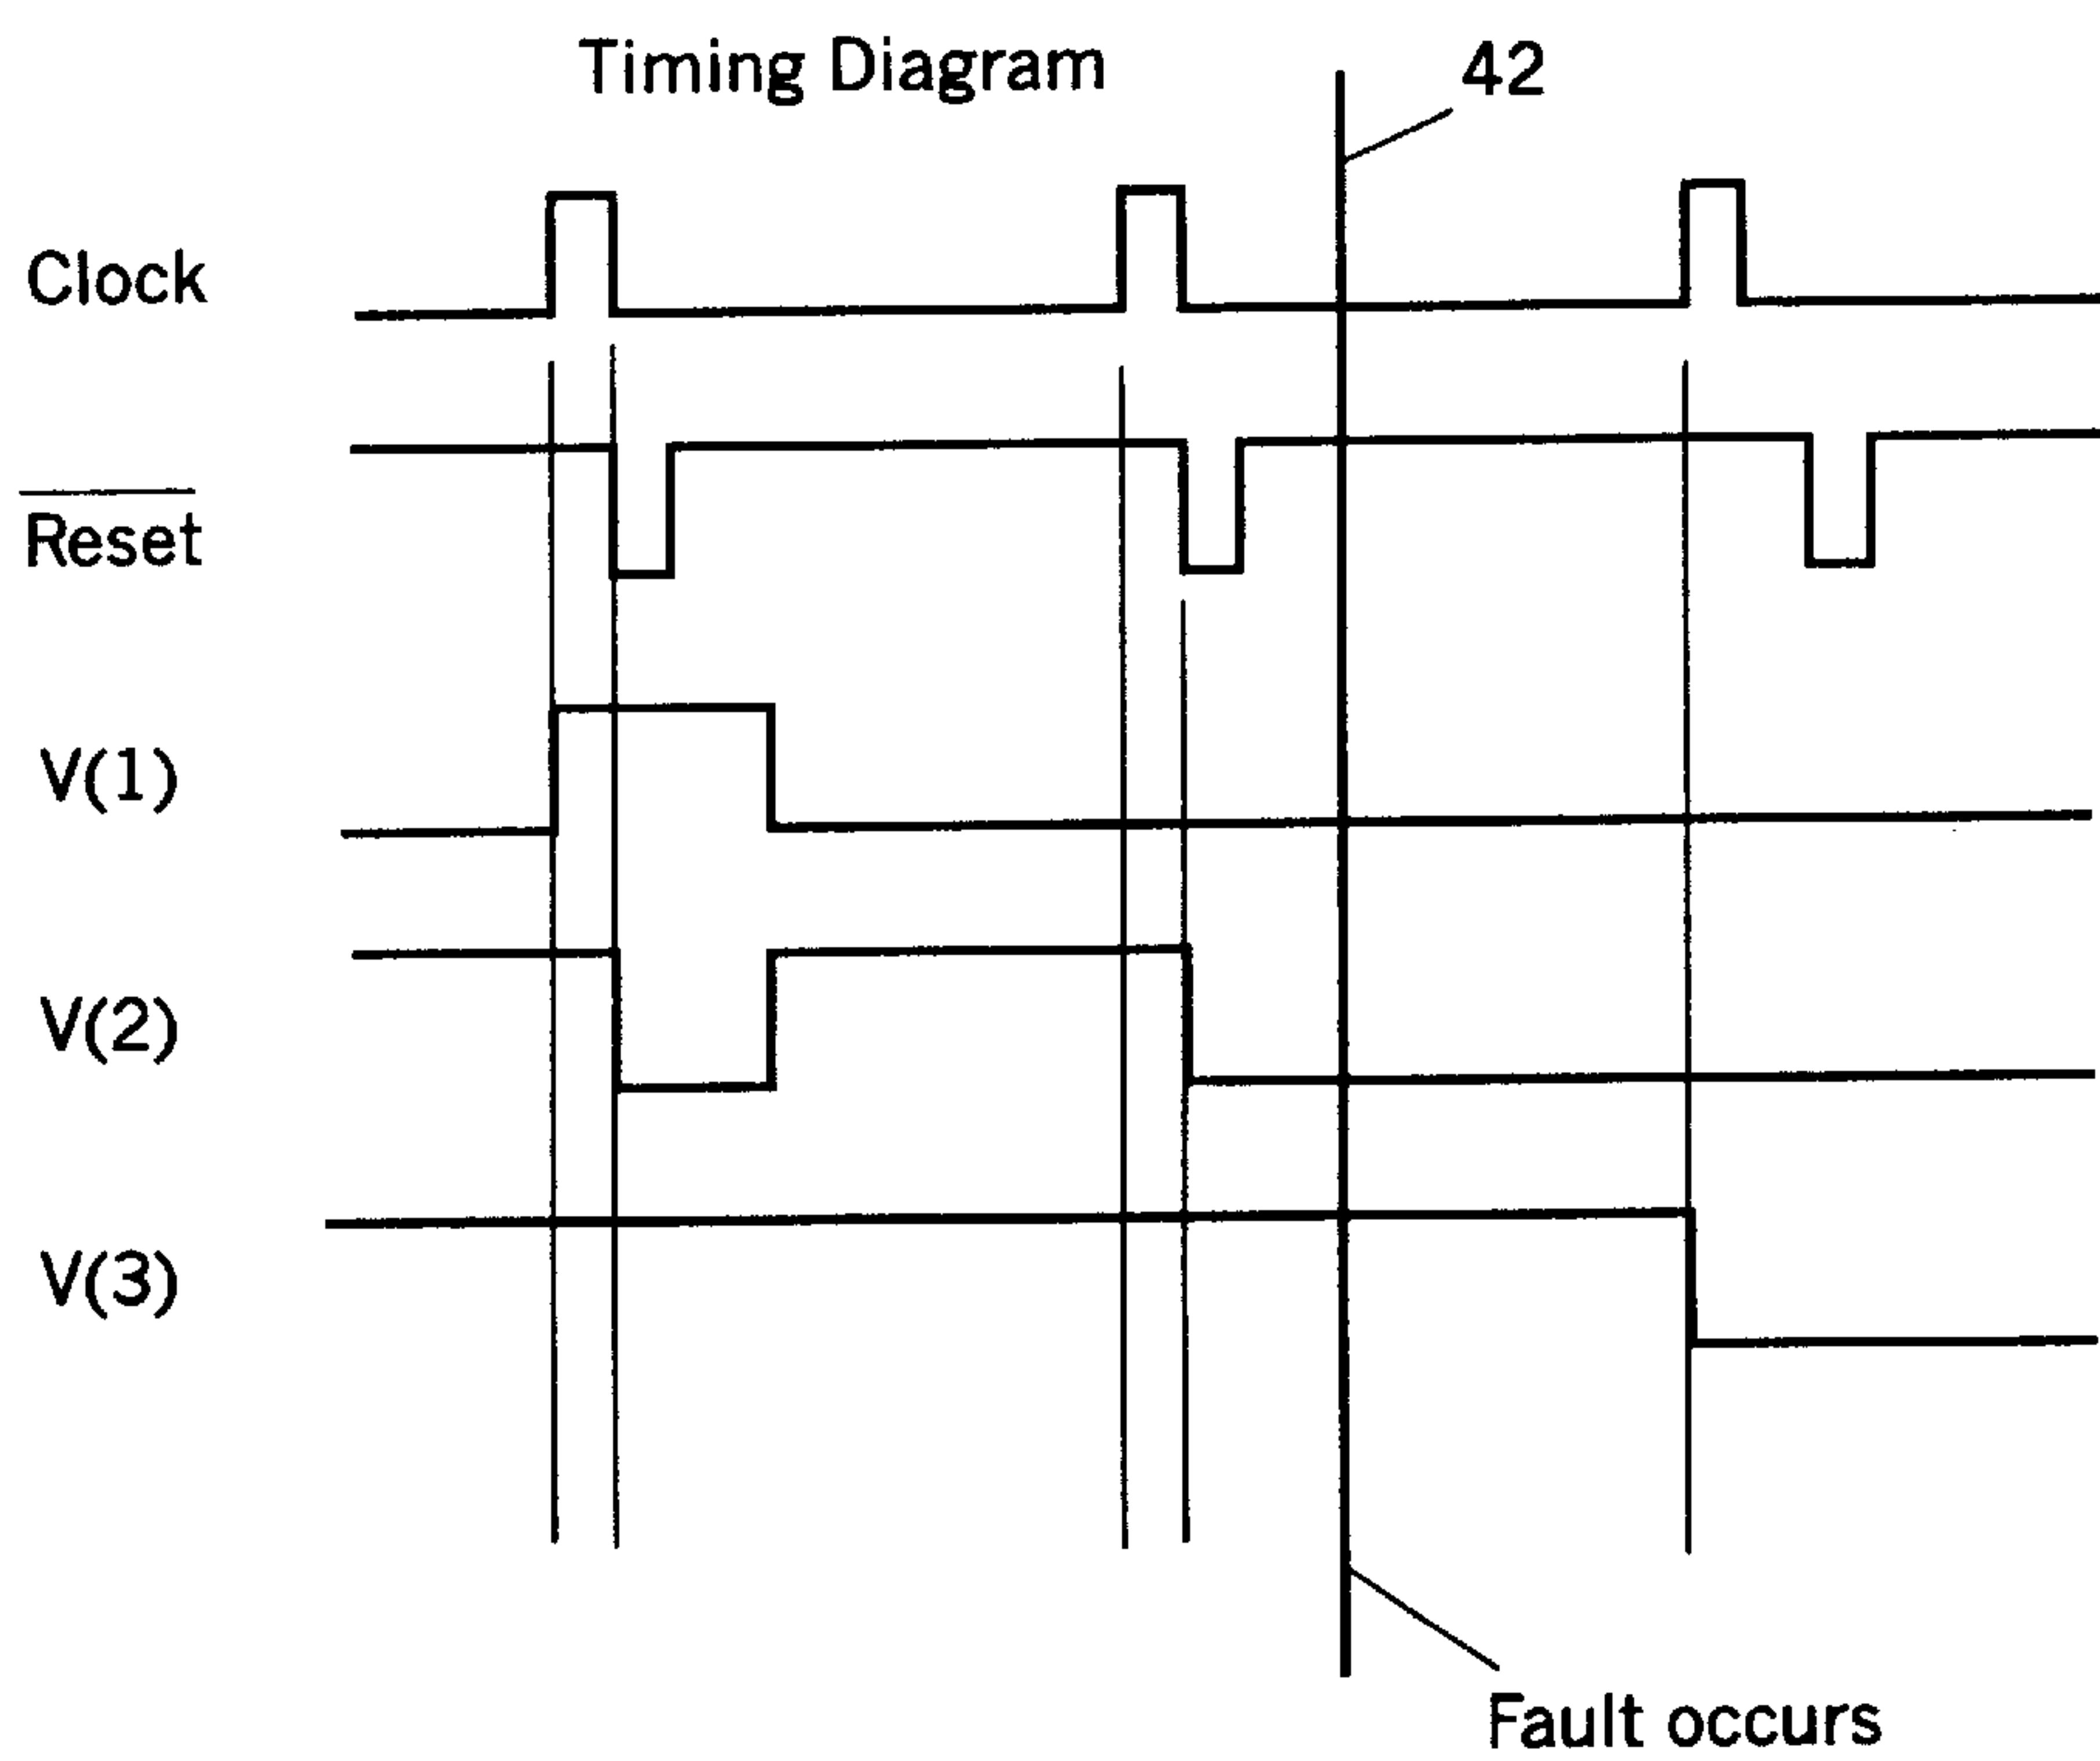 Timing Diagram
42
Clock
Reset
V(1)
V(2)
V(3)
Fault occurs